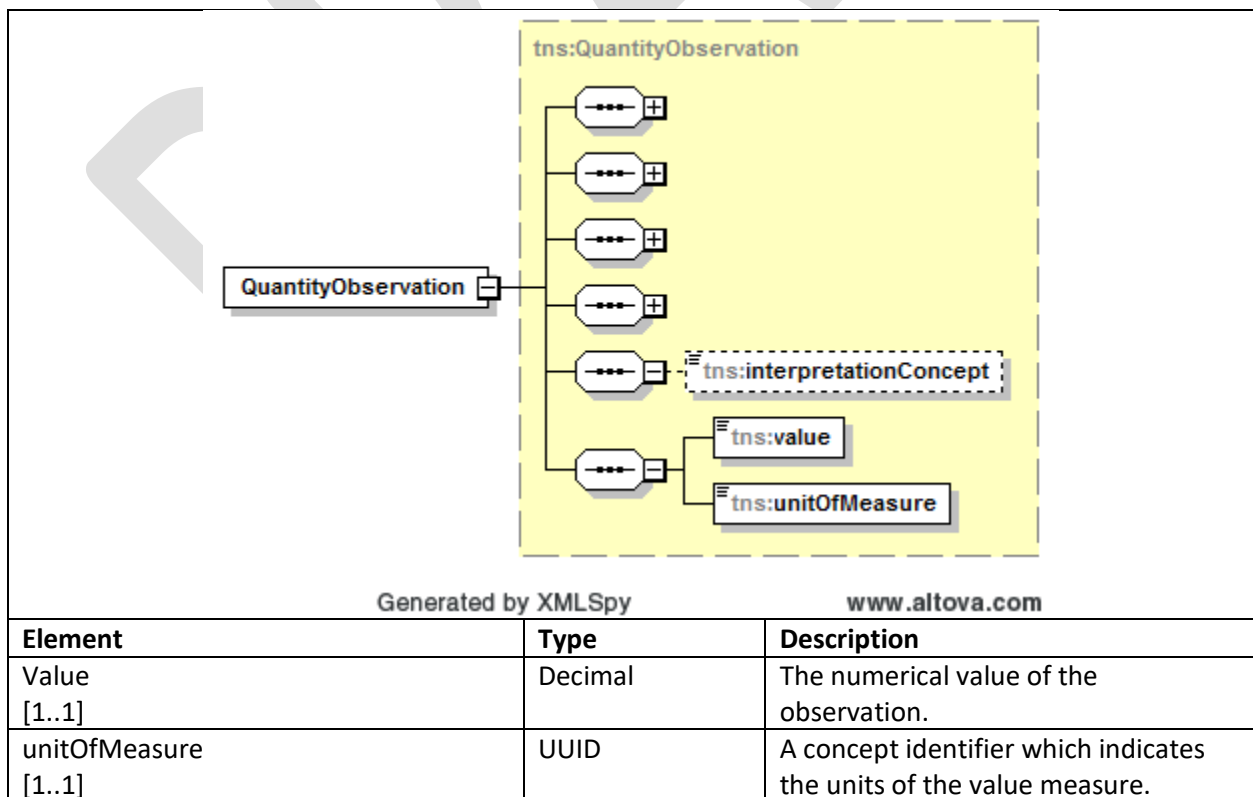 tns:QuantityObservation
QuantityObservation
tns:interpretationConcept
tns:value
tns:unitOfMeasure
Generated by XMLSpy www.altova.com
Element Type Description
Value Decimal The numerical value of the
[1..1] observation.
unitOfMeasure UUID A concept identifier which indicates
[1..1] the units of the value measure.